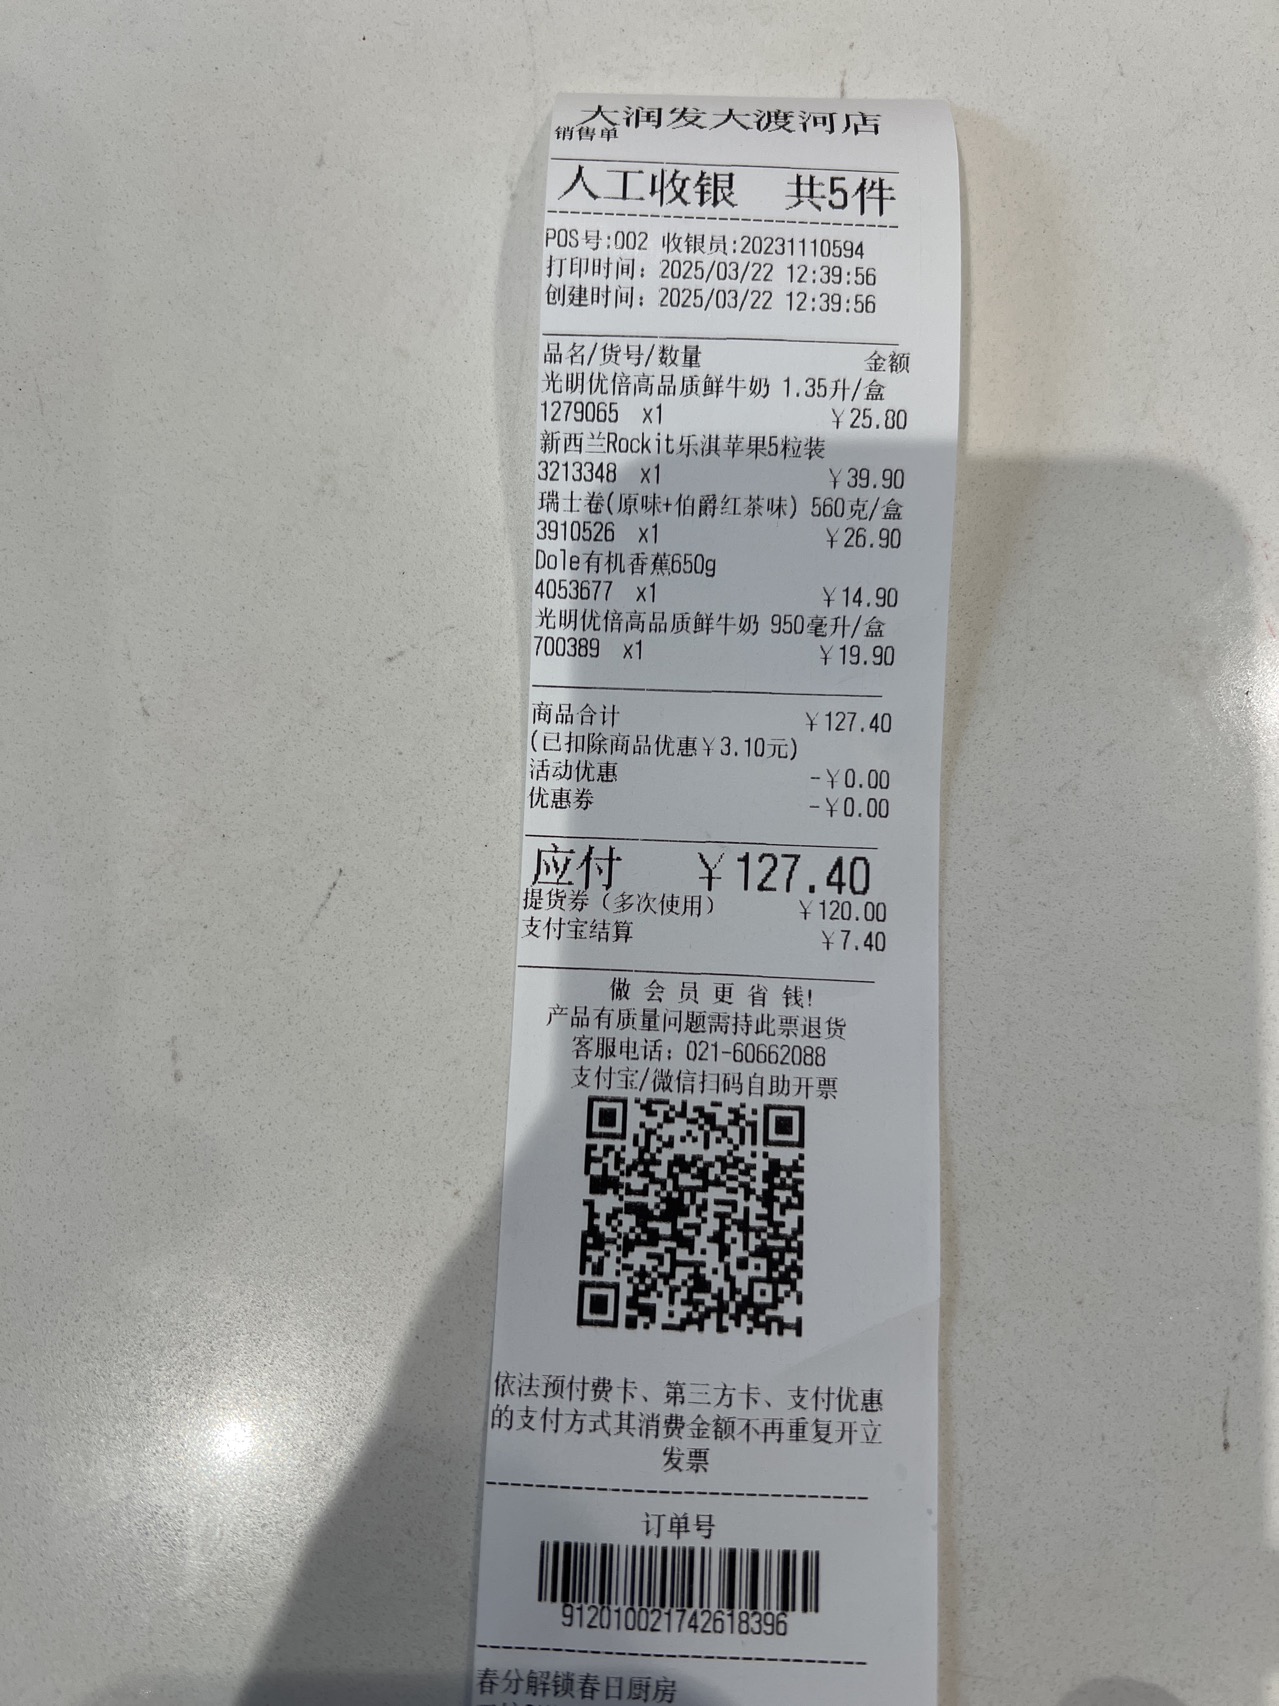 大润发大渡河店
销售单
人工收银 共5件
POS号:002 收银员:20231110594
打印时间: 2025/03/22 12:39:56
创建时间: 2025/03/22 12:39:56
品名/货号/数量 金额
光明优倍高品质鲜牛奶 1.35升/盒
1279065 x1 ￥25.80
新西兰Rockit乐淇苹果5粒装
3213348 x1 ￥39.90
瑞士卷(原味+伯爵红茶味) 560克/盒
3910526 x1 ￥26.90
Dole有机香蕉650g
4053677 x1 ￥14.90
光明优倍高品质鲜牛奶 950毫升/盒
700389 x1 ￥19.90
商品合计 ￥127.40
(已扣除商品优惠￥3.10元)
活动优惠 -￥0.00
优惠券 -￥0.00
应付 ￥127.40
提货券（多次使用） ￥120.00
支付宝结算 ￥7.40
做会员更省钱!
产品有质量问题需持此票退货
客服电话: 021-60662088
支付宝/微信扫码自助开票
依法预付费卡、第三方卡、支付优惠
的支付方式其消费金额不再重复开立
发票
订单号
912010021742618396
春分解锁春日厨房